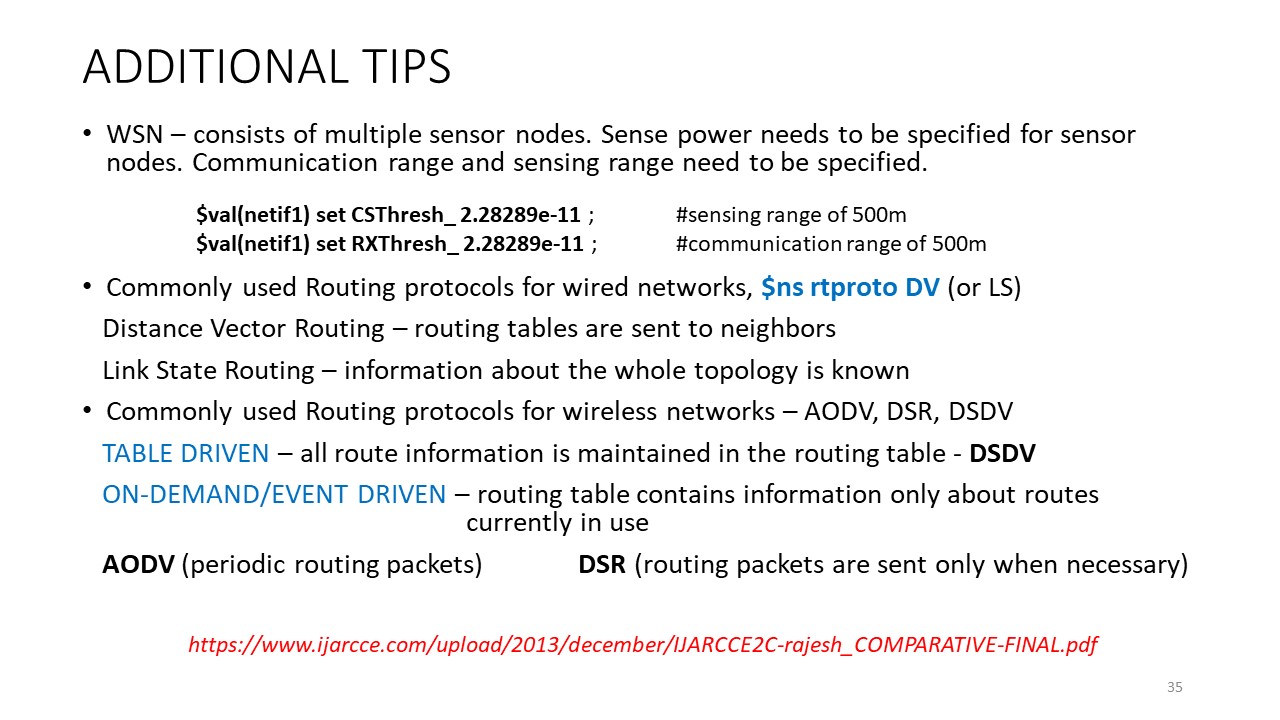 ADDITIONAL TIPS
• WSN – consists of multiple sensor nodes. Sense power needs to be specified for sensor
nodes. Communication range and sensing range need to be specified.
$val(netif1) set CSThresh_ 2.28289e-11 ; #sensing range of 500m
$val(netif1) set RXThresh_ 2.28289e-11 ; #communication range of 500m
• Commonly used Routing protocols for wired networks, $ns rtproto DV (or LS)
Distance Vector Routing – routing tables are sent to neighbors
Link State Routing – information about the whole topology is known
• Commonly used Routing protocols for wireless networks – AODV, DSR, DSDV
TABLE DRIVEN – all route information is maintained in the routing table - DSDV
ON-DEMAND/EVENT DRIVEN – routing table contains information only about routes
currently in use
AODV (periodic routing packets) DSR (routing packets are sent only when necessary)
https://www.ijarcce.com/upload/2013/december/IJARCCE2C-rajesh_COMPARATIVE-FINAL.pdf
35